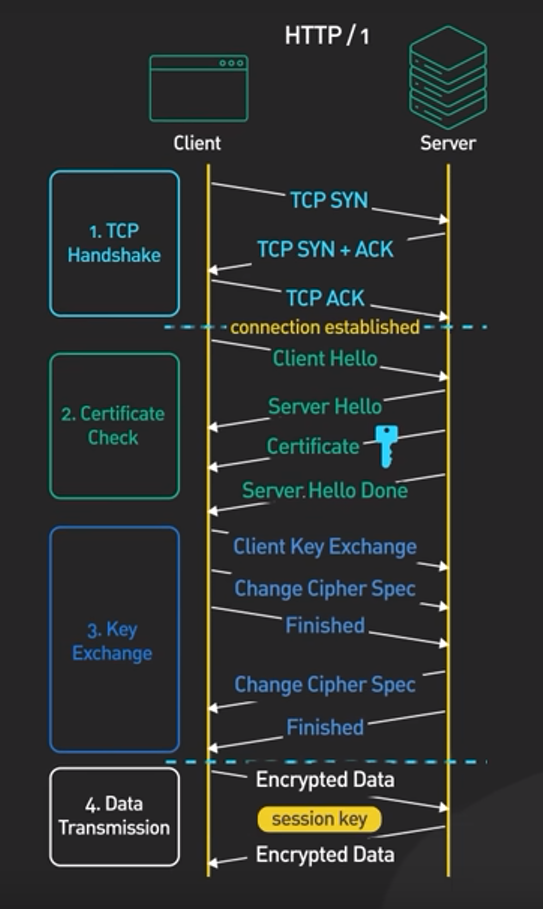 HTTP / 1
Client
Server
1. TCP
Handshake
TCP SYN
TCP SYN + ACK
TCP ACK
connection established
2. Certificate
Check
Client Hello
Server Hello
Certificate
Server Hello Done
3. Key
Exchange
Client Key Exchange
Change Cipher Spec
Finished
Change Cipher Spec
Finished
4. Data
Transmission
Encrypted Data
session key
Encrypted Data